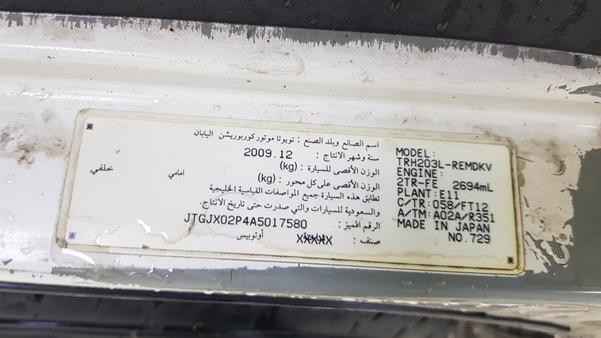 اسم الصانع وبلد الصنع : تويوتا موتور كوربوريشن اليابان
سنة وشهر الانتاج : 2009.12
الوزن الأقصى للسيارة : (kg)
الوزن الأقصى على كل محور : (kg) امامي خلفي
تطابق هذه السيارة جميع المواصفات القياسية الخليجية
والسعودية للسيارات والتي صدرت حتى تاريخ الانتاج.
الرقم المميز : JTGJX02P4A5017580
صنف : XXXXX أوتوبيس
MODEL:
TRH203L-REMDKV
ENGINE:
2TR-FE 2694mL
PLANT: E11
C/TR: 058/FT12
A/TM: A02A/R351
MADE IN JAPAN
NO.729